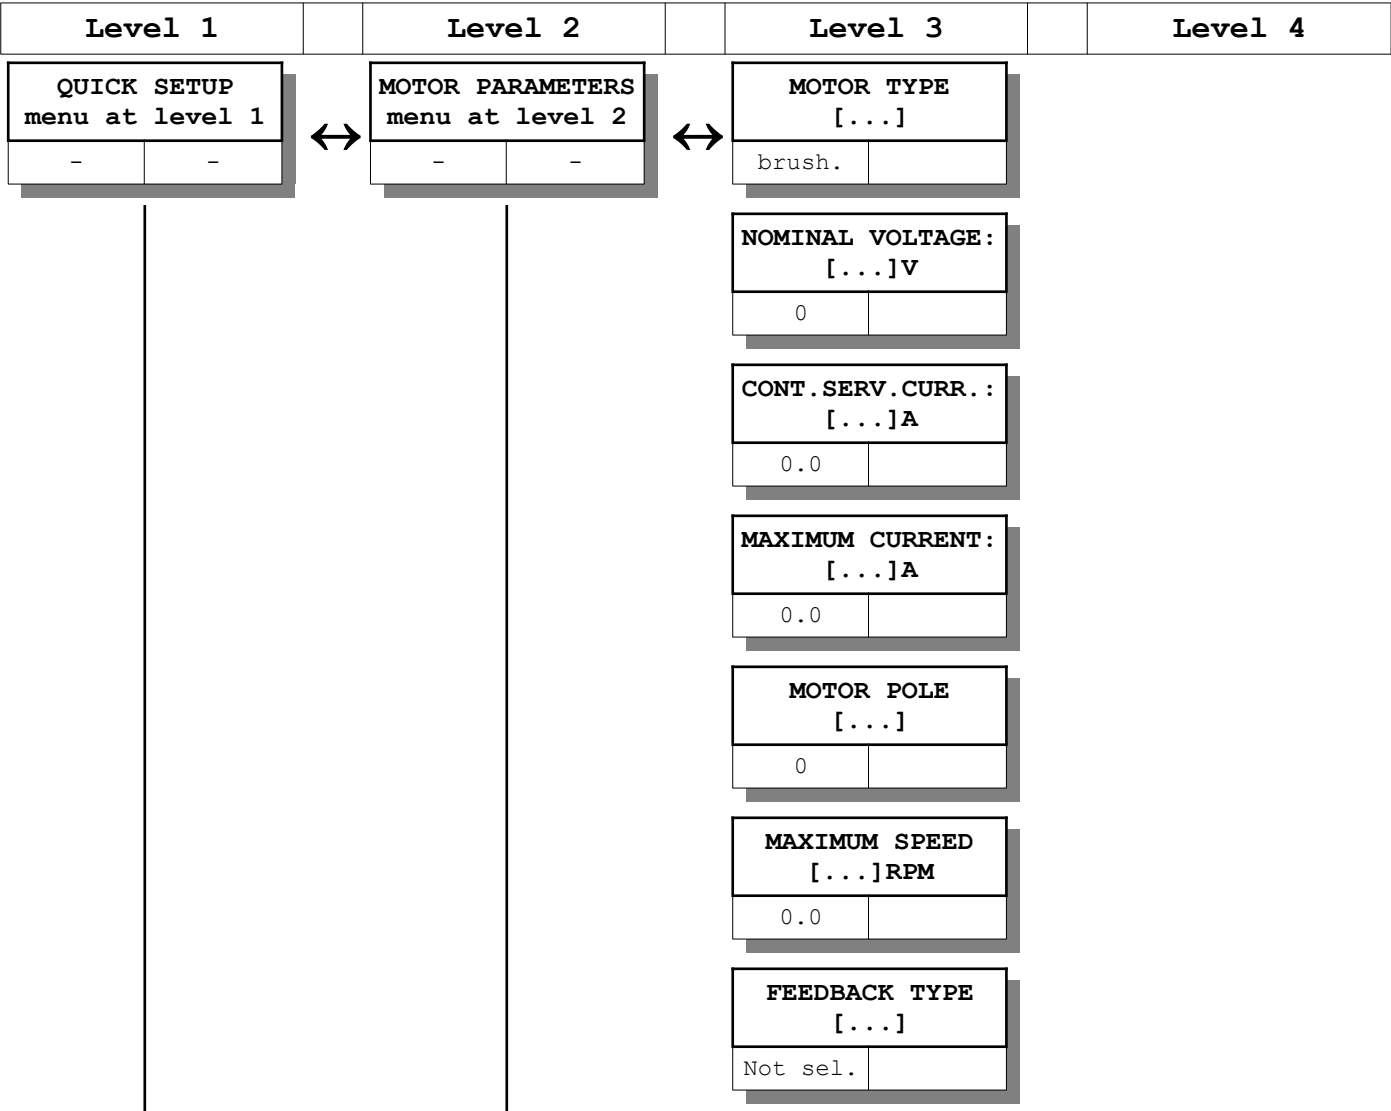 Level 1 Level 2 Level 3 Level 4
QUICK SETUP
menu at level 1
- -
MOTOR PARAMETERS
menu at level 2
- -
MOTOR TYPE
[...]
brush.
NOMINAL VOLTAGE:
[...]V
0
CONT.SERV.CURR.:
[...]A
0.0
MAXIMUM CURRENT:
[...]A
0.0
MOTOR POLE
[...]
0
MAXIMUM SPEED
[...]RPM
0.0
FEEDBACK TYPE
[...]
Not sel.